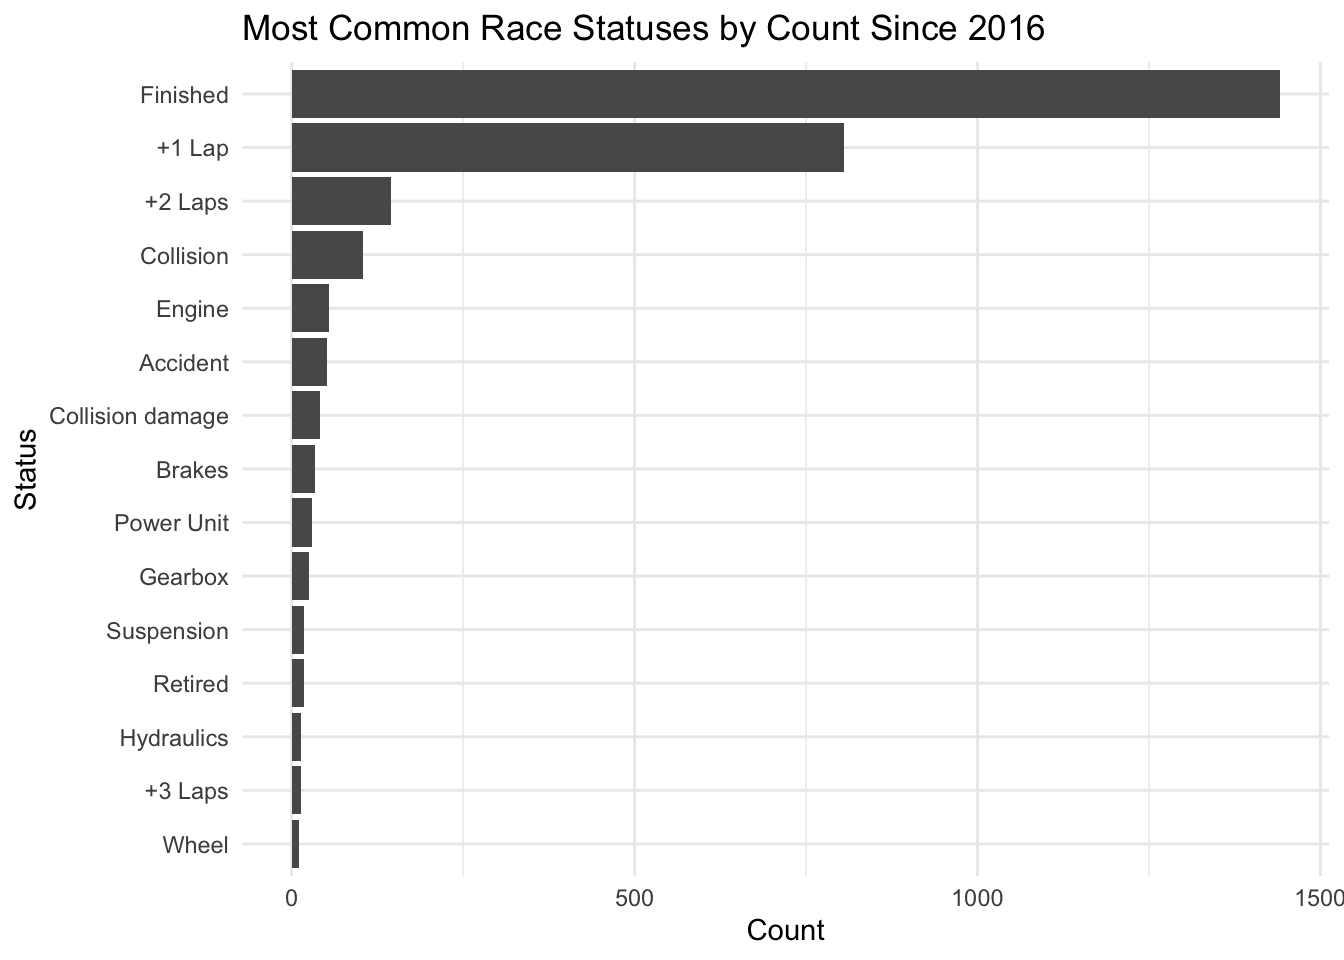 Most Common Race Statuses by Count Since 2016
Finished
+1 Lap
+2 Laps
Collision
Engine
Accident
Collision damage
Brakes
Power Unit
Gearbox
Suspension
Retired
Hydraulics
+3 Laps
Wheel
Status
0 500 1000 1500
Count